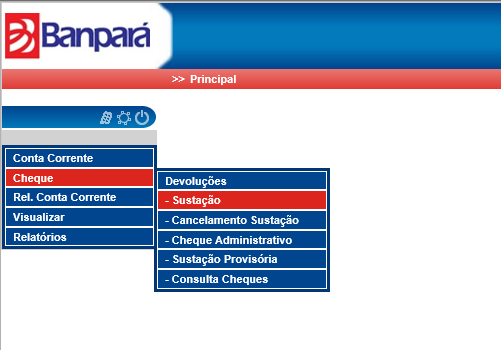 Banpará
>> Principal
Conta Corrente
Cheque
Rel. Conta Corrente
Visualizar
Relatórios
Devoluções
- Sustação
- Cancelamento Sustação
- Cheque Administrativo
- Sustação Provisória
- Consulta Cheques